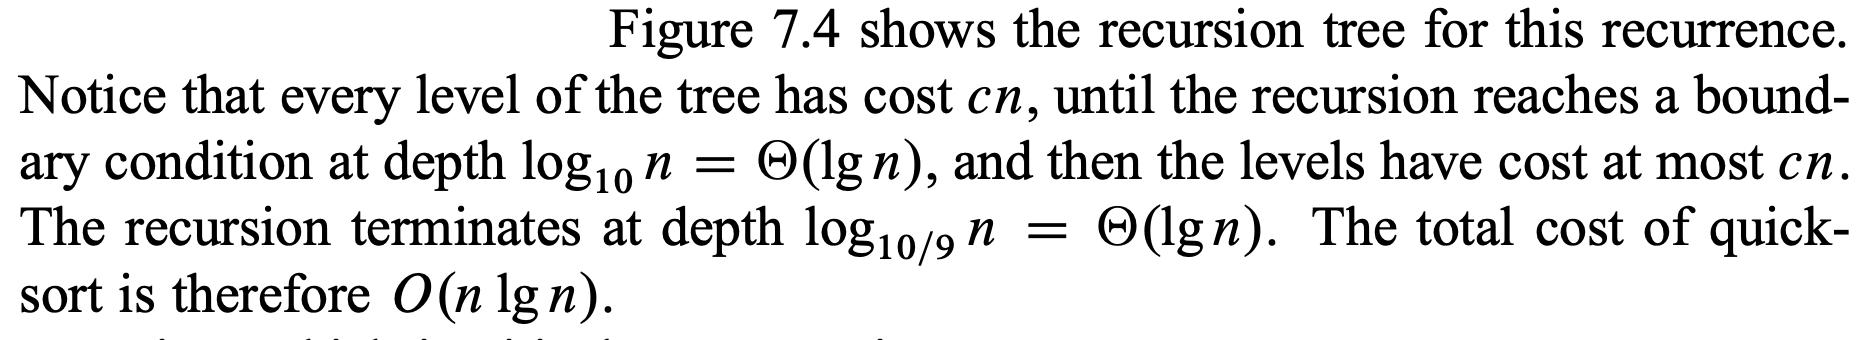 Figure 7.4 shows the recursion tree for this recurrence.
Notice that every level of the tree has cost cn, until the recursion reaches a bound-
ary condition at depth log₁₀ n = Θ(lg n), and then the levels have cost at most cn.
The recursion terminates at depth log₁₀/₉ n = Θ(lg n). The total cost of quick-
sort is therefore O(n lg n).